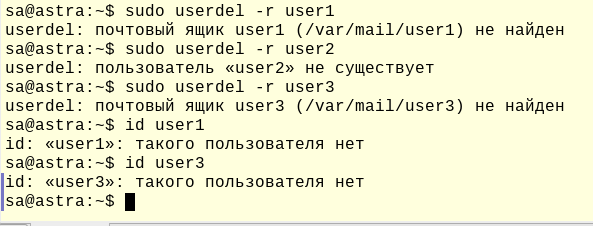 sa@astra:~$ sudo userdel -r user1
userdel: почтовый ящик user1 (/var/mail/user1) не найден
sa@astra:~$ sudo userdel -r user2
userdel: пользователь «user2» не существует
sa@astra:~$ sudo userdel -r user3
userdel: почтовый ящик user3 (/var/mail/user3) не найден
sa@astra:~$ id user1
id: «user1»: такого пользователя нет
sa@astra:~$ id user3
id: «user3»: такого пользователя нет
sa@astra:~$